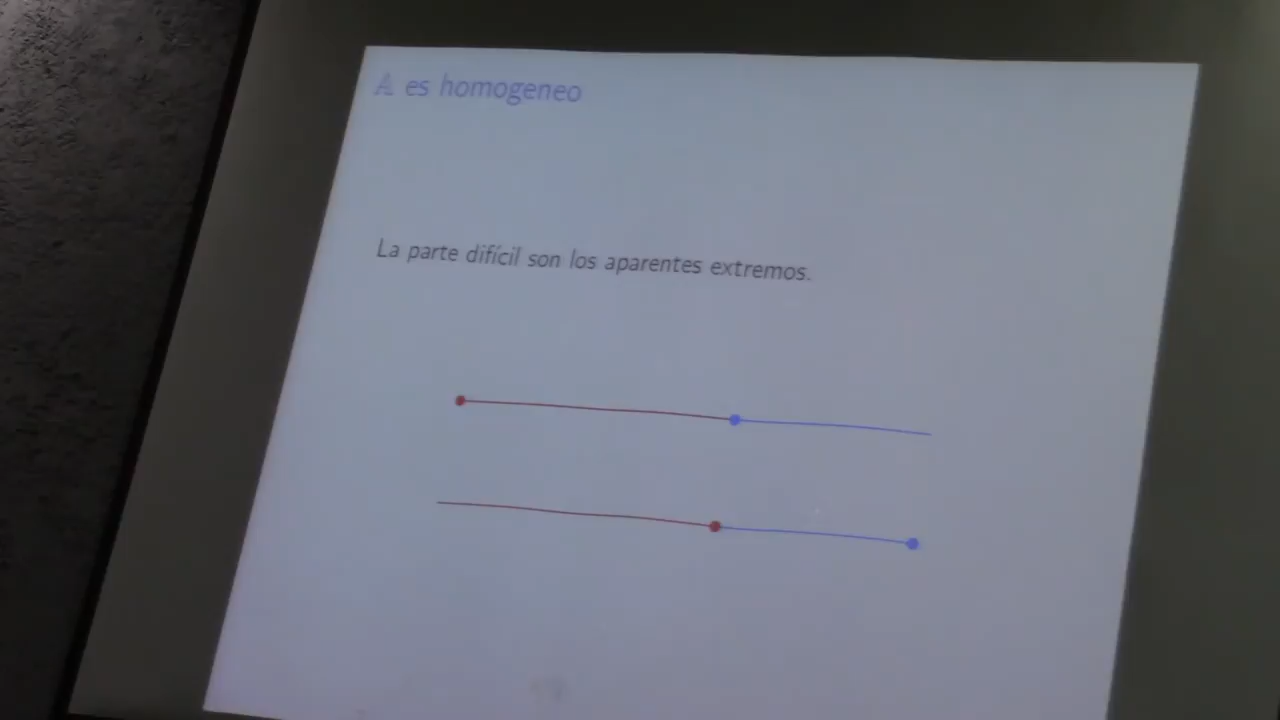 𝔸 es homogeneo
La parte difícil son los aparentes extremos.